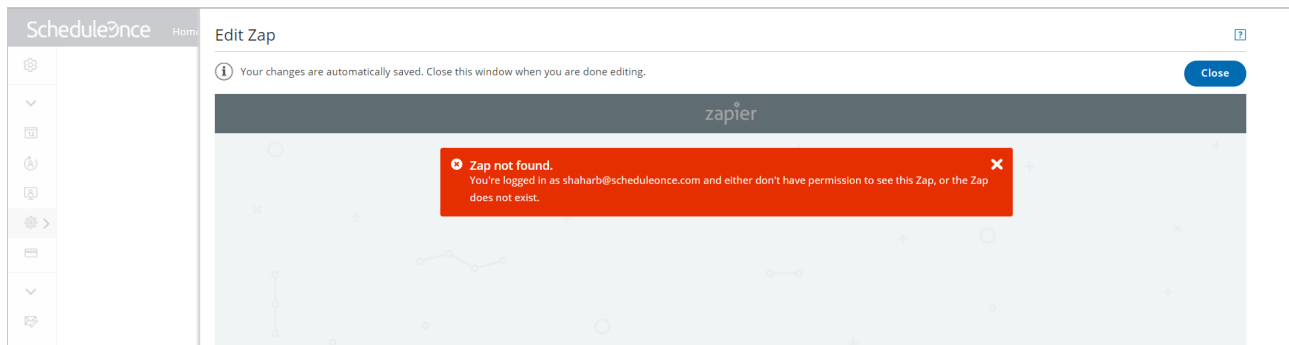 ScheduleOnce
Home
Edit Zap
?
i Your changes are automatically saved. Close this window when you are done editing.
Close
zapier
Zap not found.
You're logged in as shaharb@scheduleonce.com and either don't have permission to see this Zap, or the Zap
does not exist.
12
A